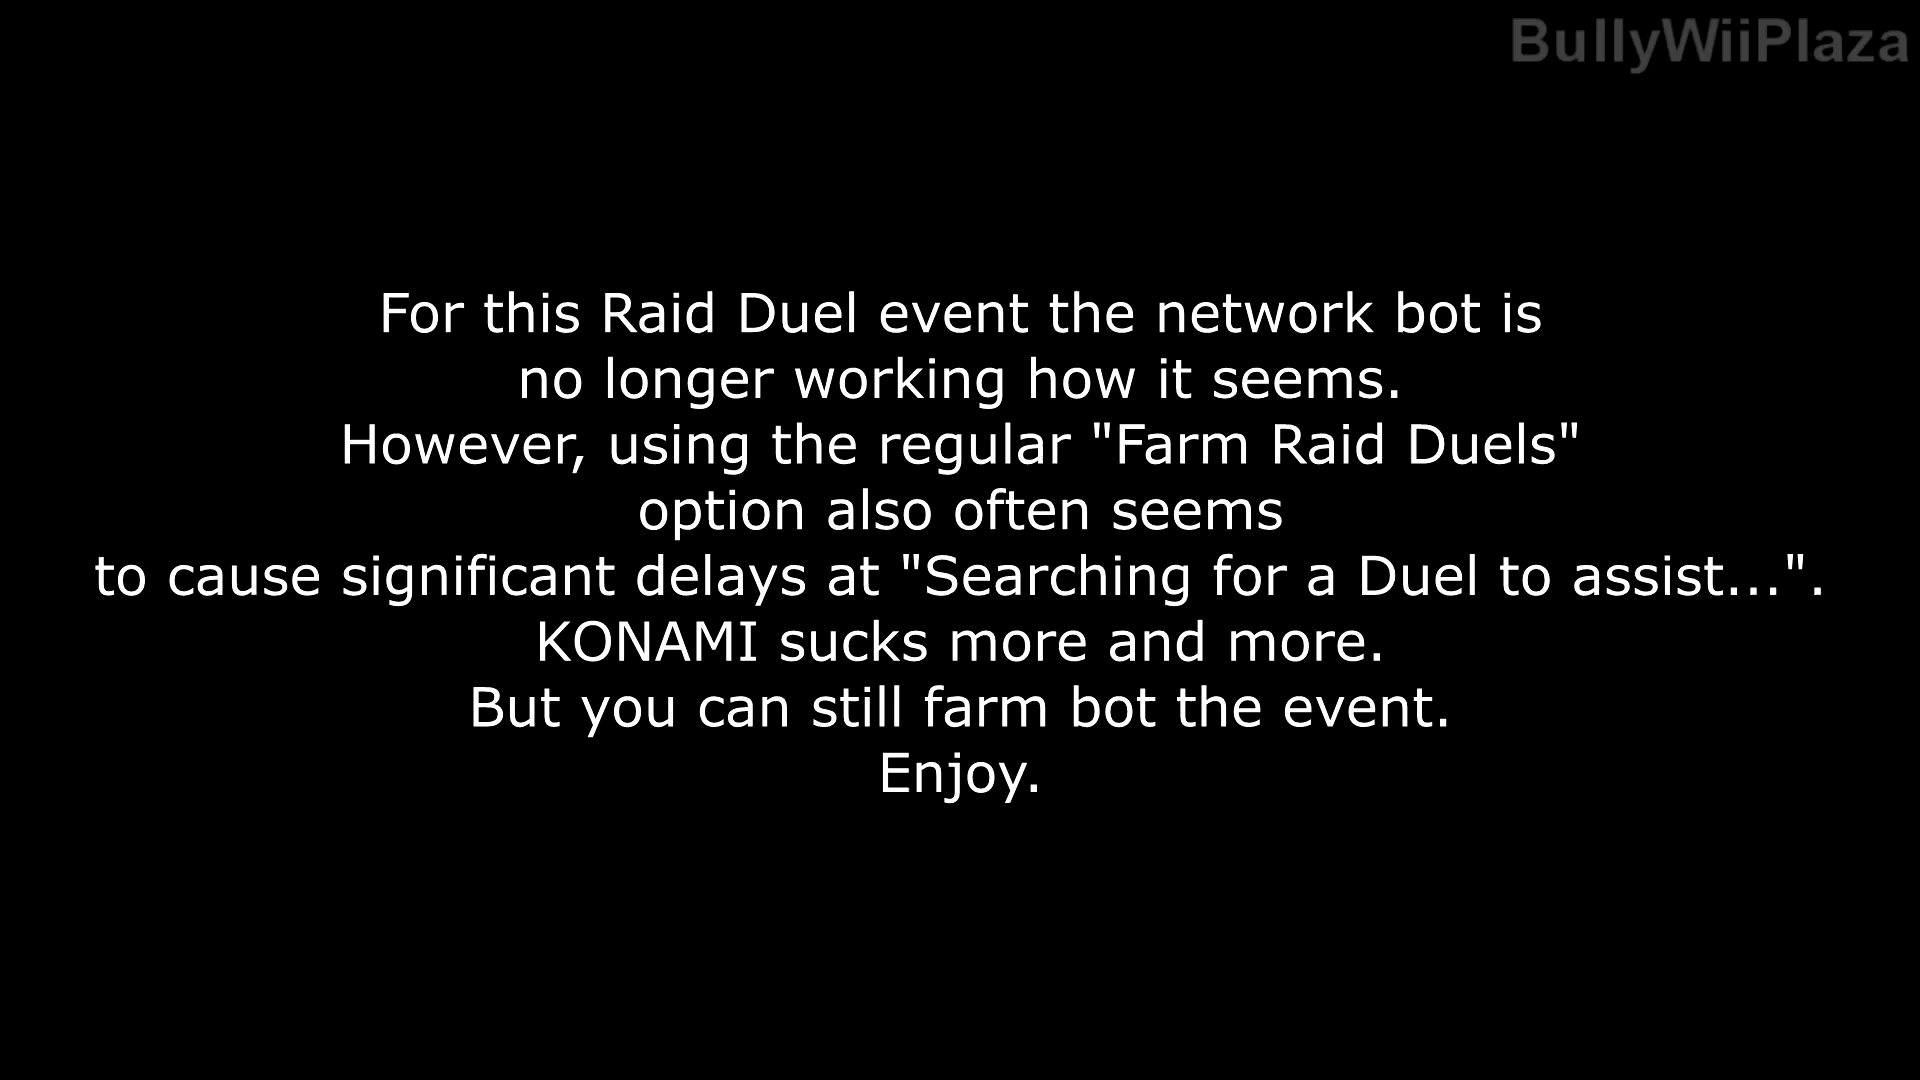 BullyWiiPlaza
For this Raid Duel event the network bot is
no longer working how it seems.
However, using the regular "Farm Raid Duels"
option also often seems
to cause significant delays at "Searching for a Duel to assist...".
KONAMI sucks more and more.
But you can still farm bot the event.
Enjoy.